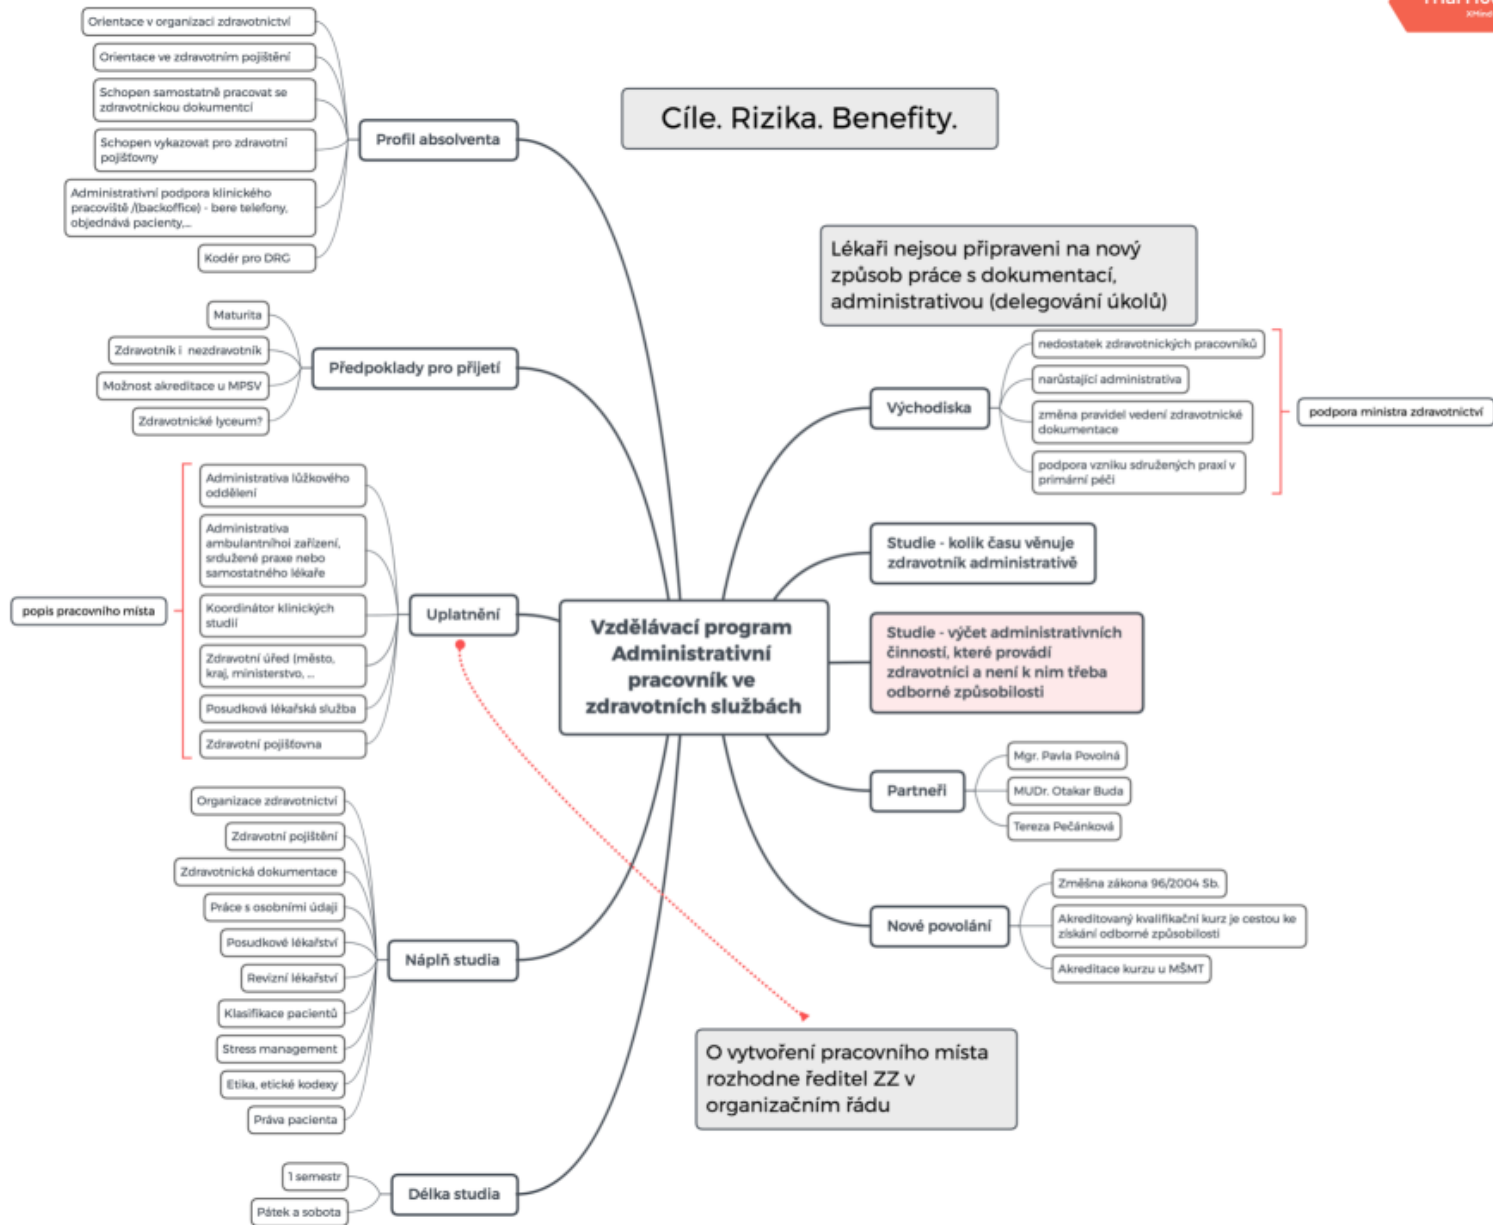 XMind
Orientace v organizaci zdravotnictví
Orientace ve zdravotním pojištění
Schopen samostatně pracovat se
zdravotnickou dokumentcí
Schopen vykazovat pro zdravotní
pojišťovny
Administrativní podpora klinického
pracoviště /(backoffice) - bere telefony,
objednává pacienty,...
Kodér pro DRG
Profil absolventa
Cíle. Rizika. Benefity.
Lékaři nejsou připraveni na nový
způsob práce s dokumentací,
administrativou (delegování úkolů)
Maturita
Zdravotník i nezdravotník
Možnost akreditace u MPSV
Zdravotnické lyceum?
Předpoklady pro přijetí
Východiska
nedostatek zdravotnických pracovníků
narůstající administrativa
změna pravidel vedení zdravotnické
dokumentace
podpora vzniku sdružených praxí v
primární péči
podpora ministra zdravotnictví
popis pracovního místa
Administrativa lůžkového
oddělení
Administrativa
ambulantníhoi zařízení,
srdužené praxe nebo
samostatného lékaře
Koordinátor klinických
studií
Zdravotní úřed (město,
kraj, ministerstvo, ...
Posudková lékařská služba
Zdravotní pojišťovna
Uplatnění
Vzdělávací program
Administrativní
pracovník ve
zdravotních službách
Studie - kolik času věnuje
zdravotník administrativě
Studie - výčet administrativních
činností, které provádí
zdravotníci a není k nim třeba
odborné způsobilosti
Partneři
Mgr. Pavla Povolná
MUDr. Otakar Buda
Tereza Pečánková
Organizace zdravotnictví
Zdravotní pojištění
Zdravotnická dokumentace
Práce s osobními údaji
Posudkové lékařství
Revizní lékařství
Klasifikace pacientů
Stress management
Etika, etické kodexy
Práva pacienta
Náplň studia
Nové povolání
Změšna zákona 96/2004 Sb.
Akreditovaný kvalifikační kurz je cestou ke
získání odborné způsobilosti
Akreditace kurzu u MŠMT
O vytvoření pracovního místa
rozhodne ředitel ZZ v
organizačním řádu
1 semestr
Pátek a sobota
Délka studia